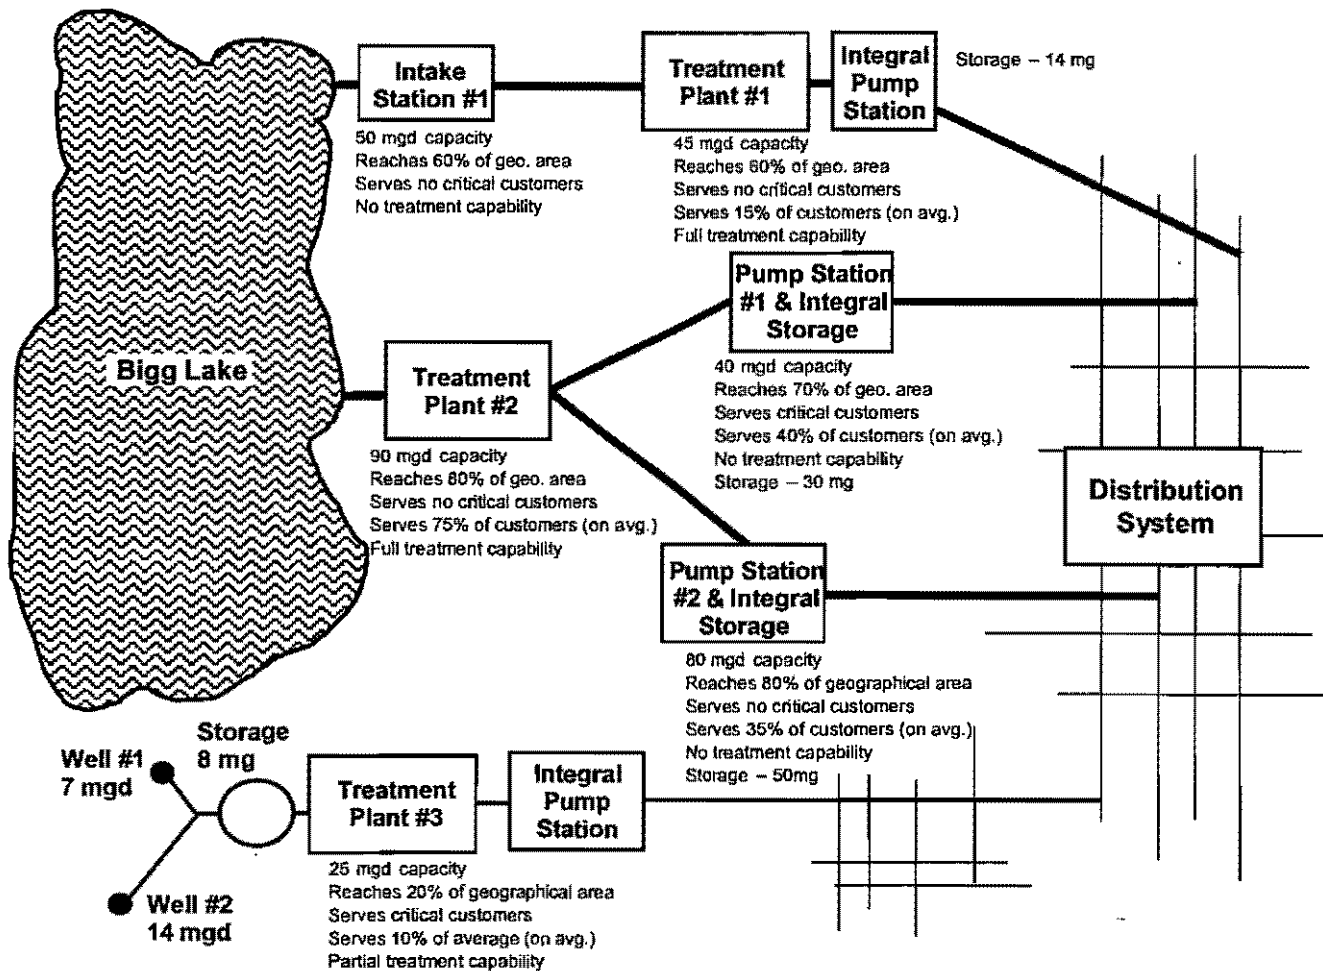 Intake
Station #1
50 mgd capacity
Reaches 60% of geo. area
Serves no critical customers
No treatment capability
Treatment
Plant #1
45 mgd capacity
Reaches 60% of geo. area
Serves no critical customers
Serves 15% of customers (on avg.)
Full treatment capability
Integral
Pump
Station
Storage – 14 mg
Bigg Lake
Treatment
Plant #2
90 mgd capacity
Reaches 80% of geo. area
Serves no critical customers
Serves 75% of customers (on avg.)
Full treatment capability
Pump Station
#1 & Integral
Storage
40 mgd capacity
Reaches 70% of geo. area
Serves critical customers
Serves 40% of customers (on avg.)
No treatment capability
Storage – 30 mg
Pump Station
#2 & Integral
Storage
80 mgd capacity
Reaches 80% of geographical area
Serves no critical customers
Serves 35% of customers (on avg.)
No treatment capability
Storage – 50mg
Distribution
System
Well #1
7 mgd
Storage
8 mg
Well #2
14 mgd
Treatment
Plant #3
25 mgd capacity
Reaches 20% of geographical area
Serves critical customers
Serves 10% of average (on avg.)
Partial treatment capability
Integral
Pump
Station